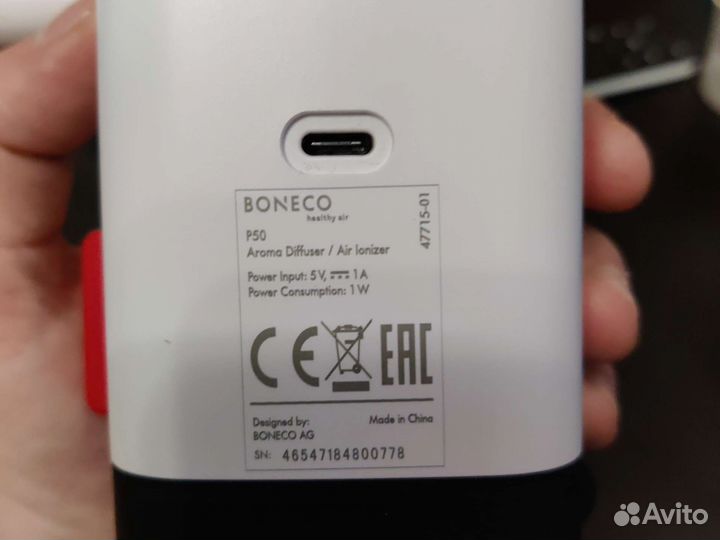 BONECO
healthy air
P50
Aroma Diffuser / Air Ionizer
47715-01
Power Input: 5V, ⎓ 1A
Power Consumption: 1W
CE EAC
Designed by:
BONECO AG
Made in China
SN: 46547184800778
Avito